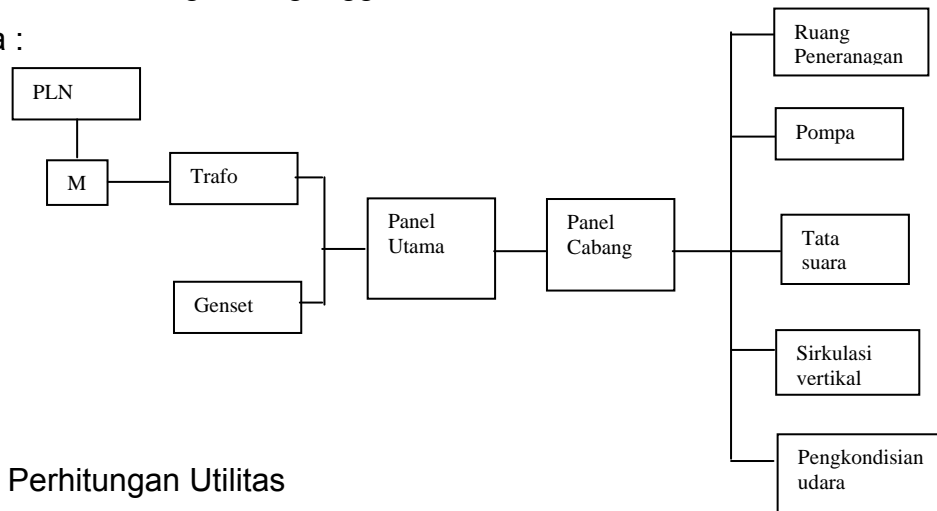 a :
PLN
M
Trafo
Genset
Panel
Utama
Panel
Cabang
Ruang
Peneranagan
Pompa
Tata
suara
Sirkulasi
vertikal
Pengkondisian
udara
Perhitungan Utilitas